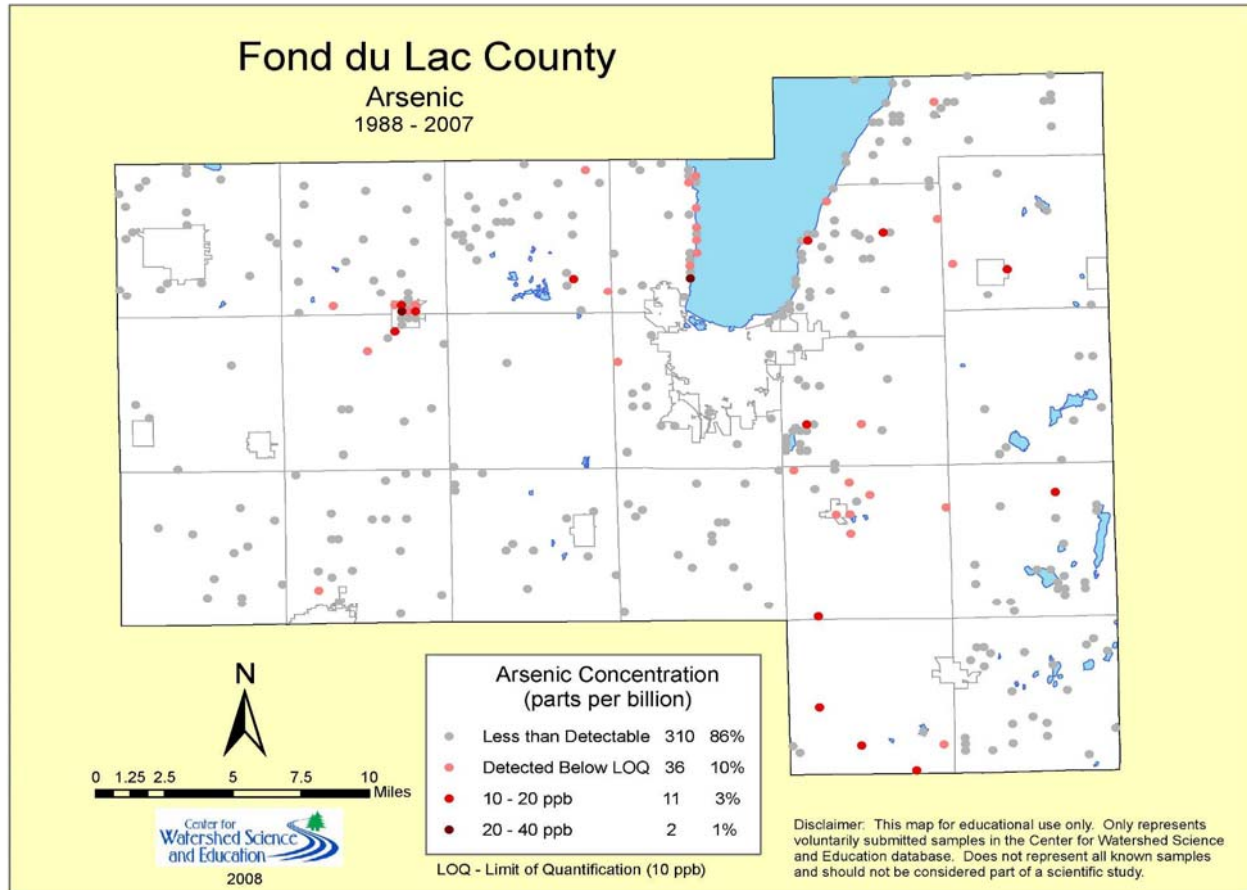 Fond du Lac County
Arsenic
1988 - 2007
N
0 1.25 2.5 5 7.5 10
Miles
Center for
Watershed Science
and Education
2008
Arsenic Concentration
(parts per billion)
Less than Detectable 310 86%
Detected Below LOQ 36 10%
10 - 20 ppb 11 3%
20 - 40 ppb 2 1%
LOQ - Limit of Quantification (10 ppb)
Disclaimer: This map for educational use only. Only represents
voluntarily submitted samples in the Center for Watershed Science
and Education database. Does not represent all known samples
and should not be considered part of a scientific study.